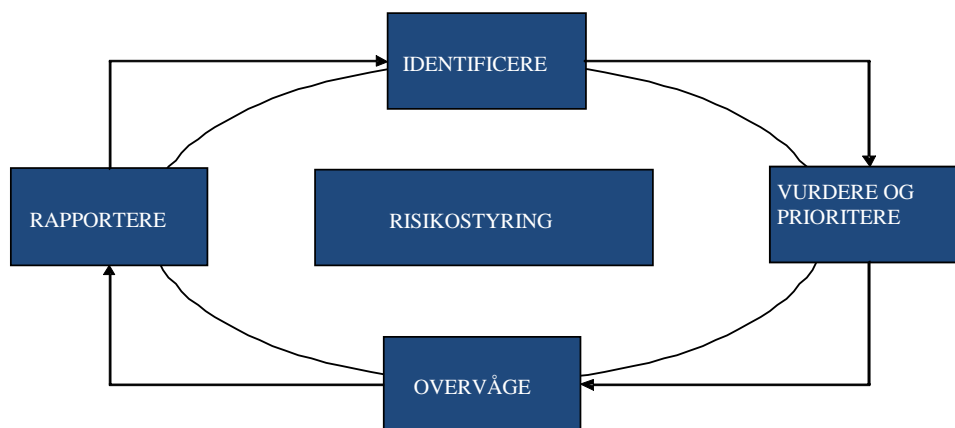 IDENTIFICERE
RAPPORTERE
RISIKOSTYRING
VURDERE OG
PRIORITERE
OVERVÅGE